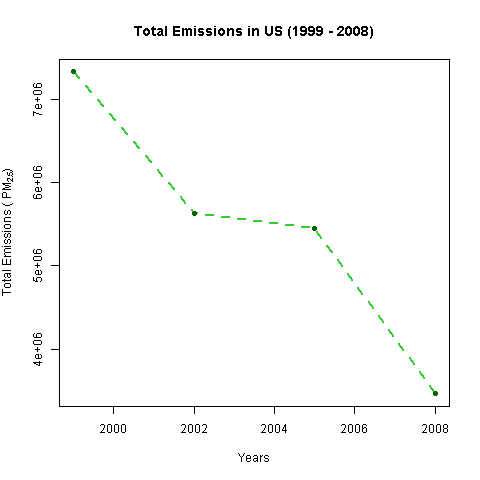 Total Emissions in US (1999 - 2008)
7e+06
6e+06
5e+06
4e+06
Total Emissions ( PM2.5)
2000 2002 2004 2006 2008
Years